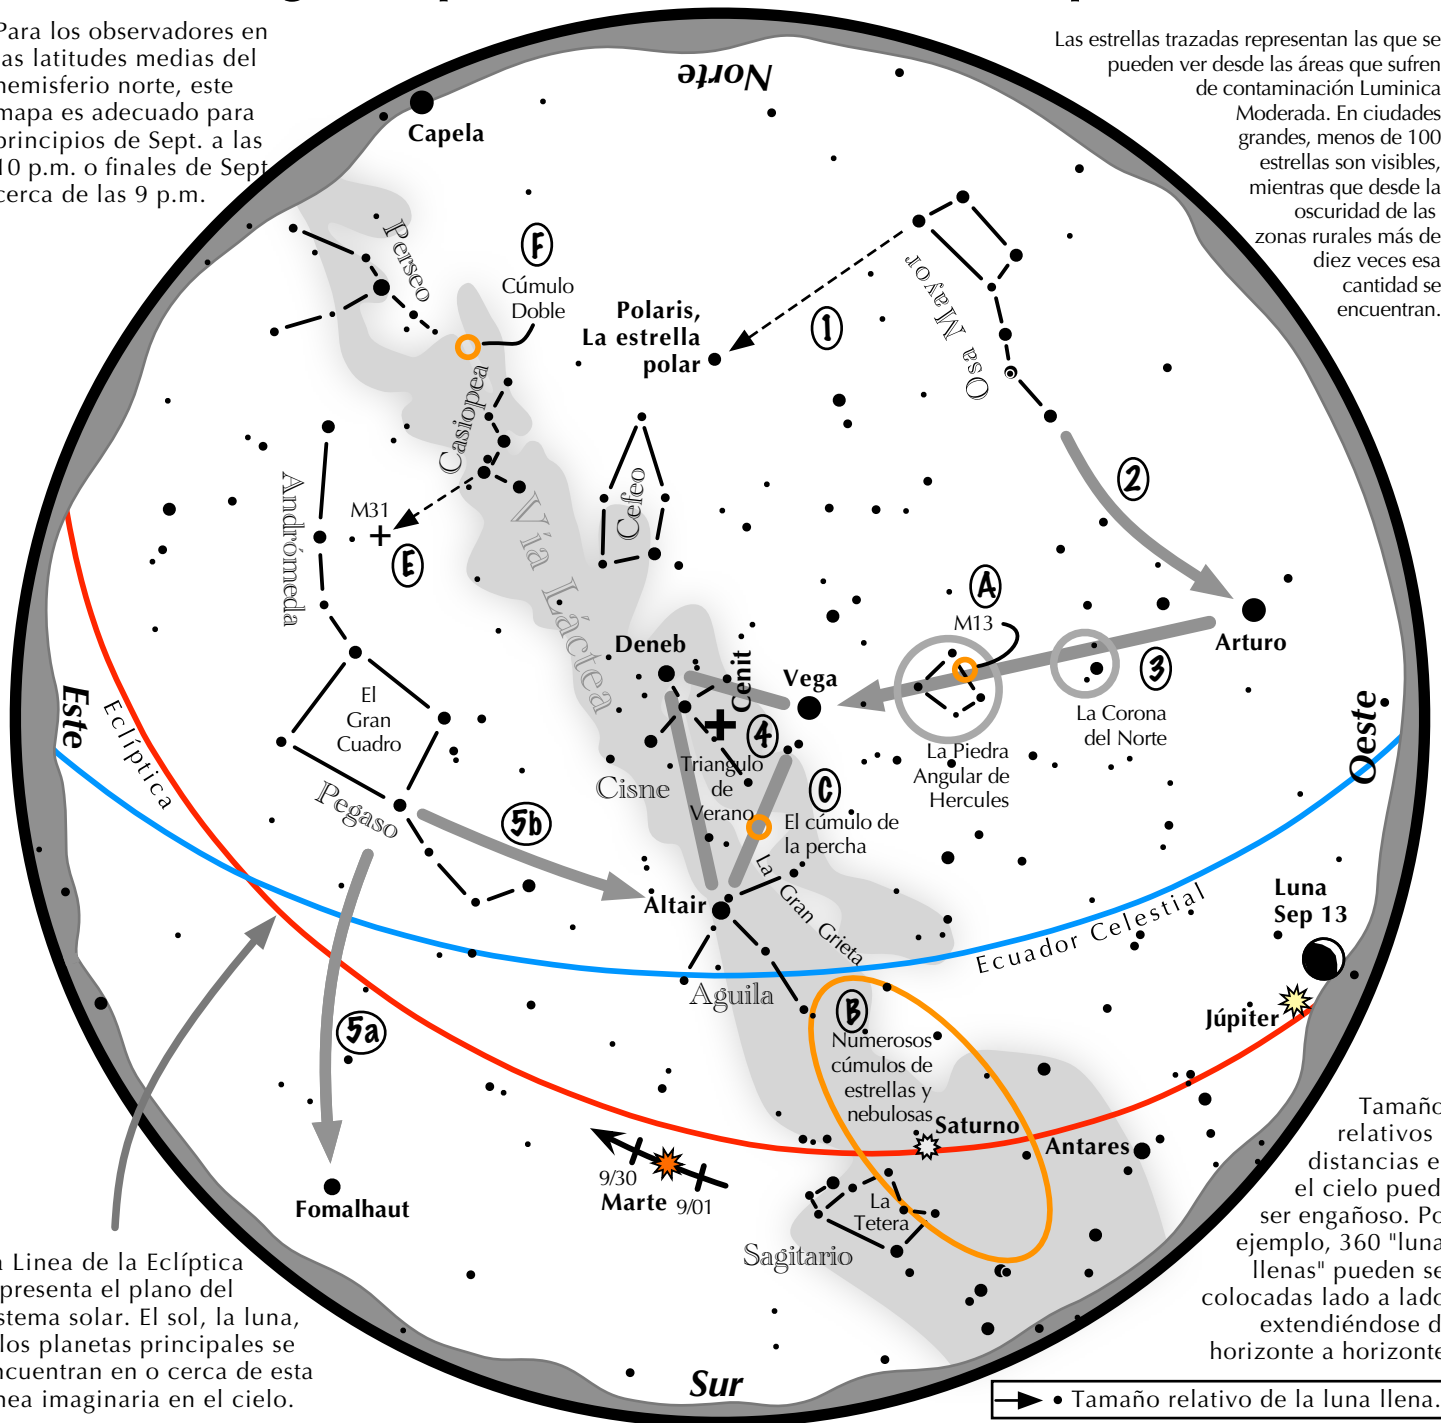 Para los observadores en
las latitudes medias del
hemisferio norte, este
mapa es adecuado para
principios de Sept. a las
10 p.m. o finales de Sept
cerca de las 9 p.m.
Las estrellas trazadas representan las que se
pueden ver desde las áreas que sufren
de contaminación Luminica
Moderada. En ciudades
grandes, menos de 100
estrellas son visibles,
mientras que desde la
oscuridad de las
zonas rurales más de
diez veces esa
cantidad se
encuentran.
Norte
Capela
Perseo
F
Cúmulo
Doble
Polaris,
La estrella
polar
1
Osa Mayor
Casiopea
Andrómeda
M31
E
Vía Láctea
Cefeo
2
A
M13
Arturo
Deneb
Cenit
Vega
3
La Corona
del Norte
El
Gran
Cuadro
Este
Eclíptica
Oeste
4
La Piedra
Angular de
Hercules
Cisne
Triangulo
de
Verano
C
El cúmulo de
la percha
Pegaso
5b
La Gran Grieta
Altair
Luna
Sep 13
Ecuador Celestial
Aguila
B
Júpiter
5a
Numerosos
cúmulos de
estrellas y
nebulosas
Saturno
Antares
9/30
Marte
9/01
Fomalhaut
La
Tetera
Sagitario
Tamaño
relativos
distancias e
el cielo pued
ser engañoso. Po
ejemplo, 360 "luna
llenas" pueden se
colocadas lado a lado
extendiéndose d
horizonte a horizonte
a Linea de la Eclíptica
presenta el plano del
stema solar. El sol, la luna,
los planetas principales se
ncuentran en o cerca de esta
nea imaginaria en el cielo.
Sur
Tamaño relativo de la luna llena.